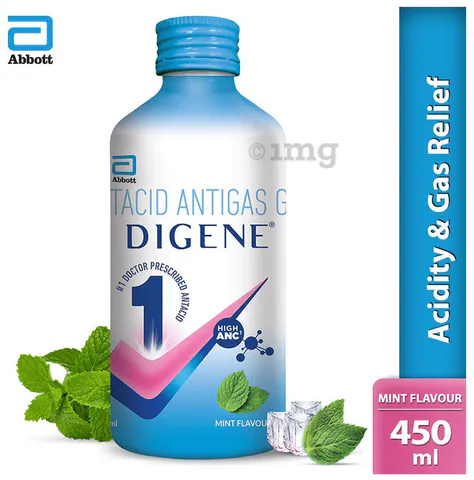 Abbott
1mg
Abbott
TACID ANTIGAS G
DIGENE®
#1 DOCTOR PRESCRIBED ANTACID
1
HIGH
ANC†
MINT FLAVOUR
ml
Acidity & Gas Relief
MINT FLAVOUR
450
ml